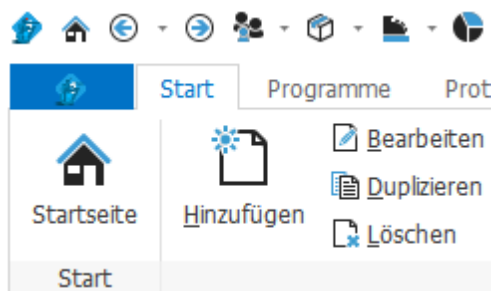 Start Programme Prot
Bearbeiten
Duplizieren
Startseite Hinzufügen
Löschen
Start